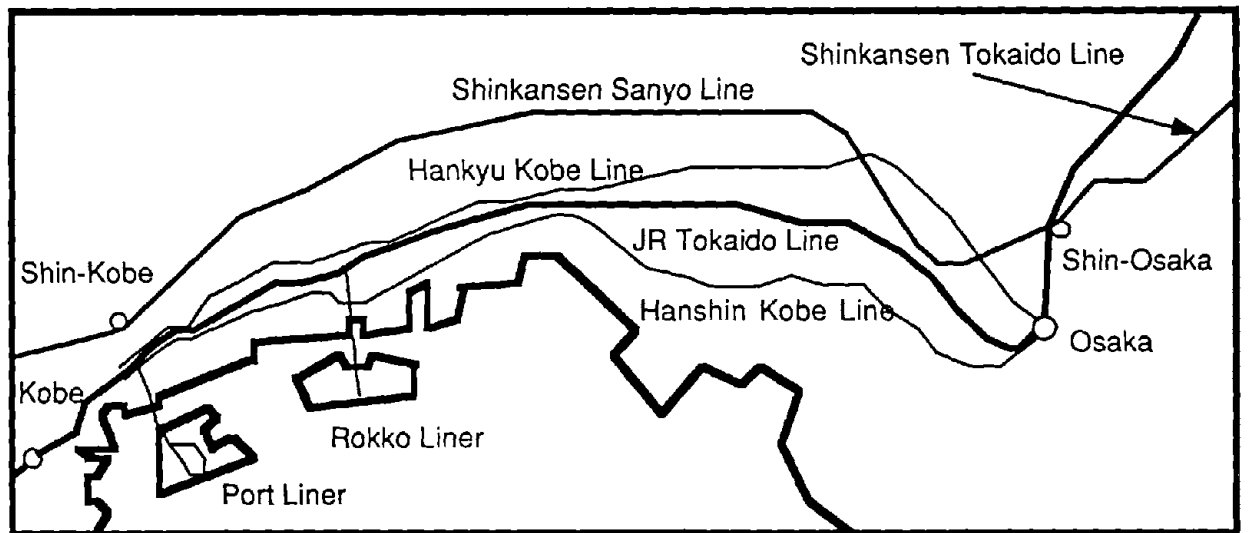 Shinkansen Tokaido Line
Shinkansen Sanyo Line
Hankyu Kobe Line
JR Tokaido Line
Shin-Kobe
Shin-Osaka
Hanshin Kobe Line
Osaka
Kobe
Rokko Liner
Port Liner